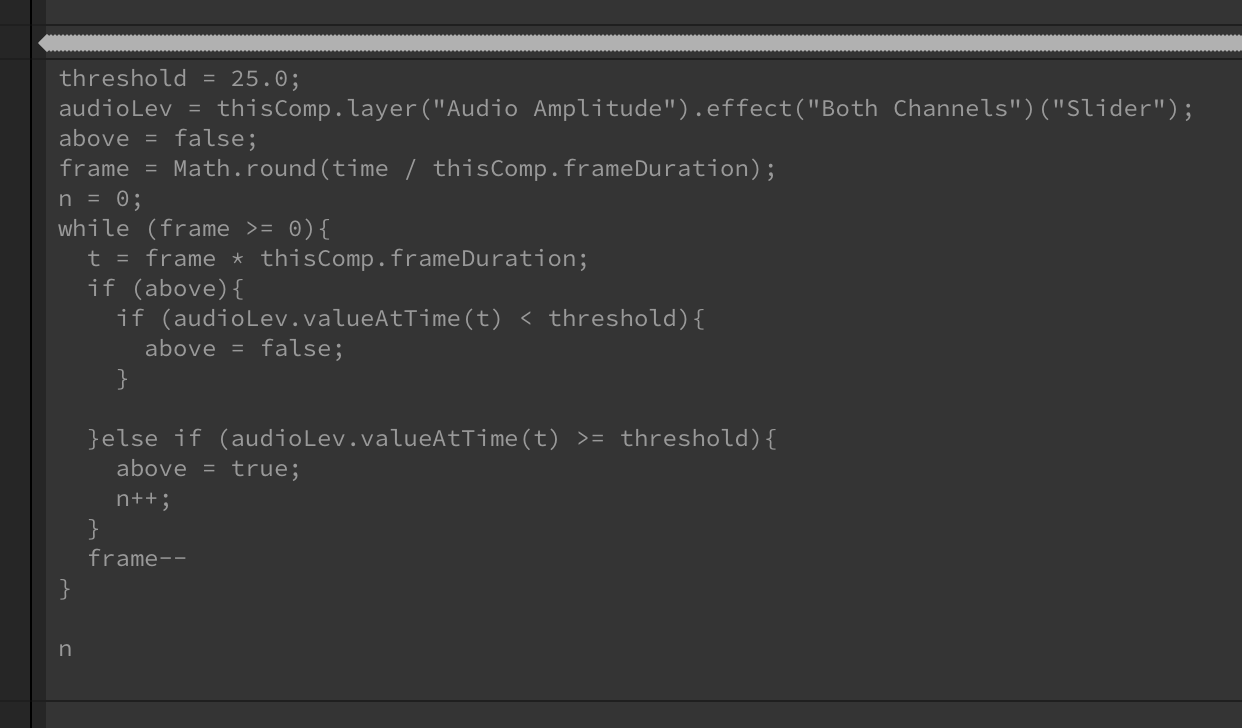 threshold = 25.0;
audioLev = thisComp.layer("Audio Amplitude").effect("Both Channels")("Slider");
above = false;
frame = Math.round(time / thisComp.frameDuration);
n = 0;
while (frame >= 0){
  t = frame * thisComp.frameDuration;
  if (above){
    if (audioLev.valueAtTime(t) < threshold){
      above = false;
    }

  }else if (audioLev.valueAtTime(t) >= threshold){
    above = true;
    n++;
  }
  frame--
}

n